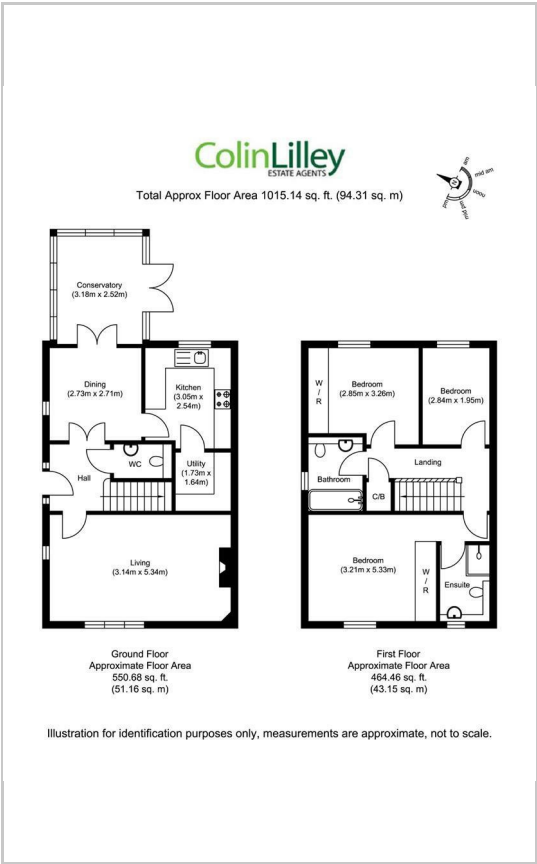 ColinLilley
ESTATE AGENTS
Total Approx Floor Area 1015.14 sq. ft. (94.31 sq. m)
N
am
mid am
noon
mid pm
pm
Conservatory
(3.18m x 2.52m)
Dining
(2.73m x 2.71m)
Kitchen
(3.05m x
2.54m)
WC
Utility
(1.73m x
1.64m)
Hall
Living
(3.14m x 5.34m)
W
/
R
Bedroom
(2.85m x 3.26m)
Bedroom
(2.84m x 1.95m)
Landing
Bathroom
C/B
Bedroom
(3.21m x 5.33m)
W
/
R
Ensuite
Ground Floor
Approximate Floor Area
550.68 sq. ft.
(51.16 sq. m)
First Floor
Approximate Floor Area
464.46 sq. ft.
(43.15 sq. m)
Illustration for identification purposes only, measurements are approximate, not to scale.